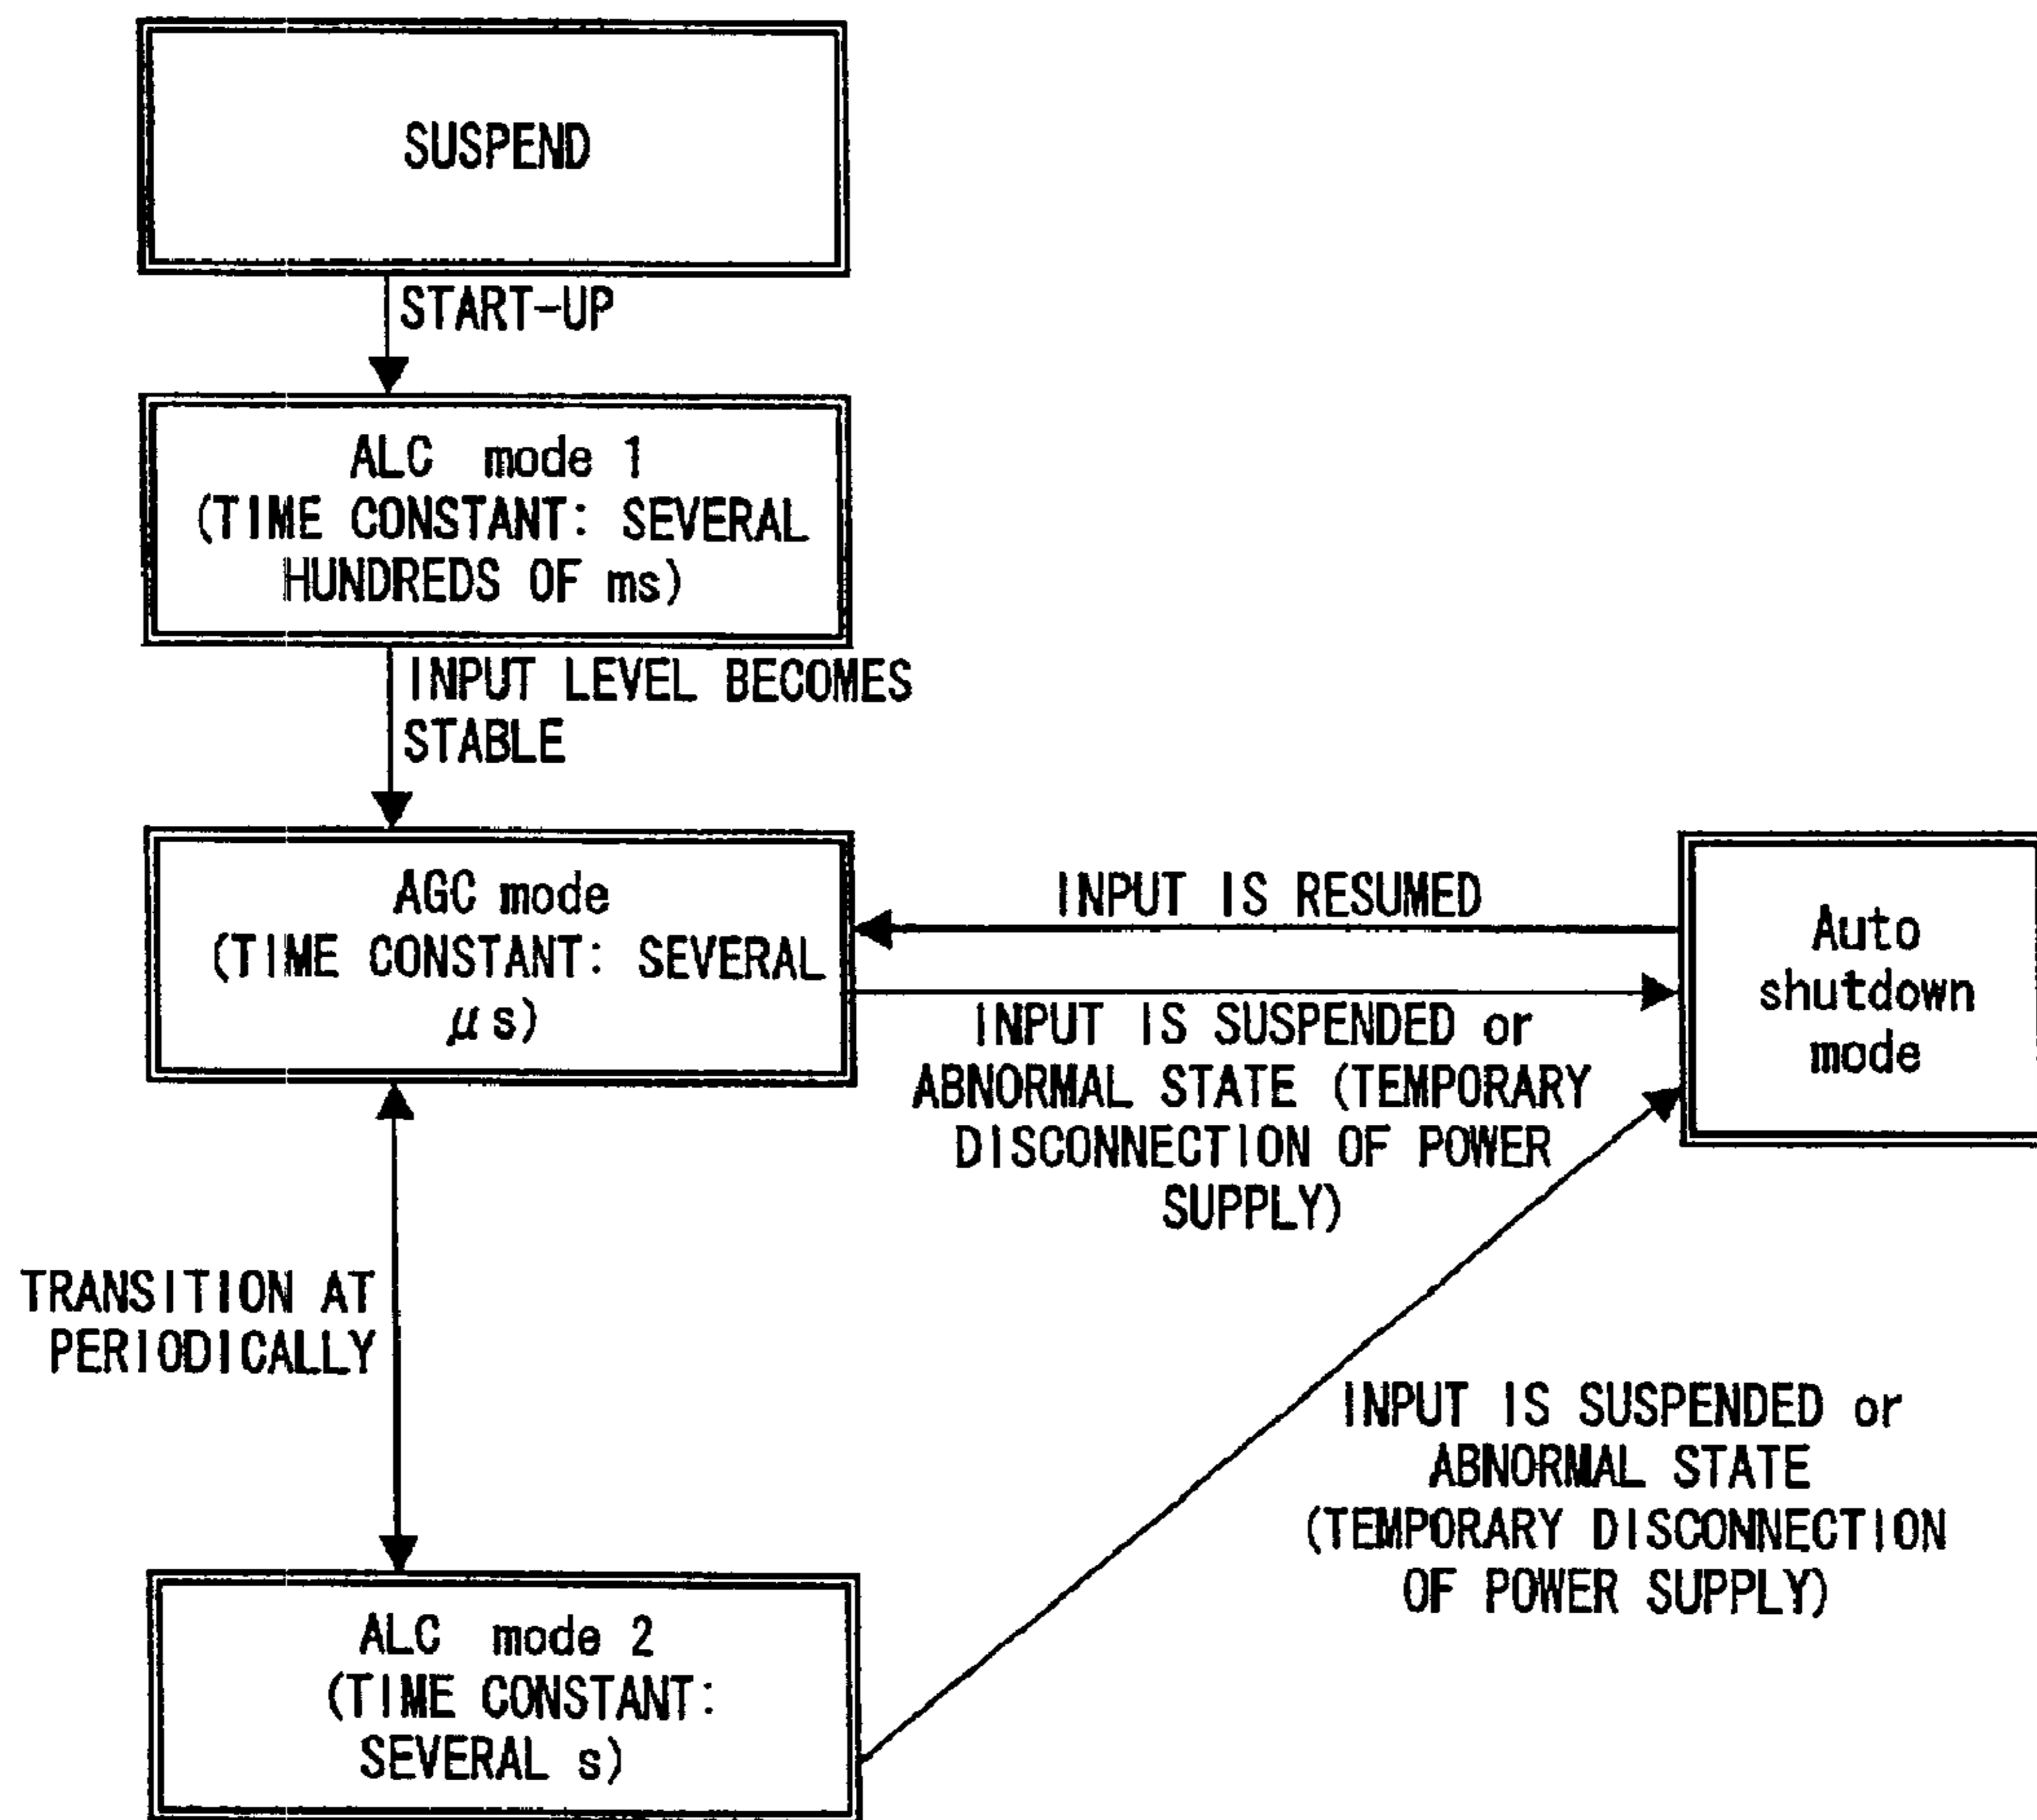 SUSPEND
START-UP
ALC mode 1
(TIME CONSTANT: SEVERAL
HUNDREDS OF ms)
INPUT LEVEL BECOMES
STABLE
AGC mode
(TIME CONSTANT: SEVERAL
μs)
INPUT IS RESUMED
INPUT IS SUSPENDED or
ABNORMAL STATE (TEMPORARY
DISCONNECTION OF POWER
SUPPLY)
Auto
shutdown
mode
TRANSITION AT
PERIODICALLY
INPUT IS SUSPENDED or
ABNORMAL STATE
(TEMPORARY DISCONNECTION
OF POWER SUPPLY)
ALC mode 2
(TIME CONSTANT:
SEVERAL s)